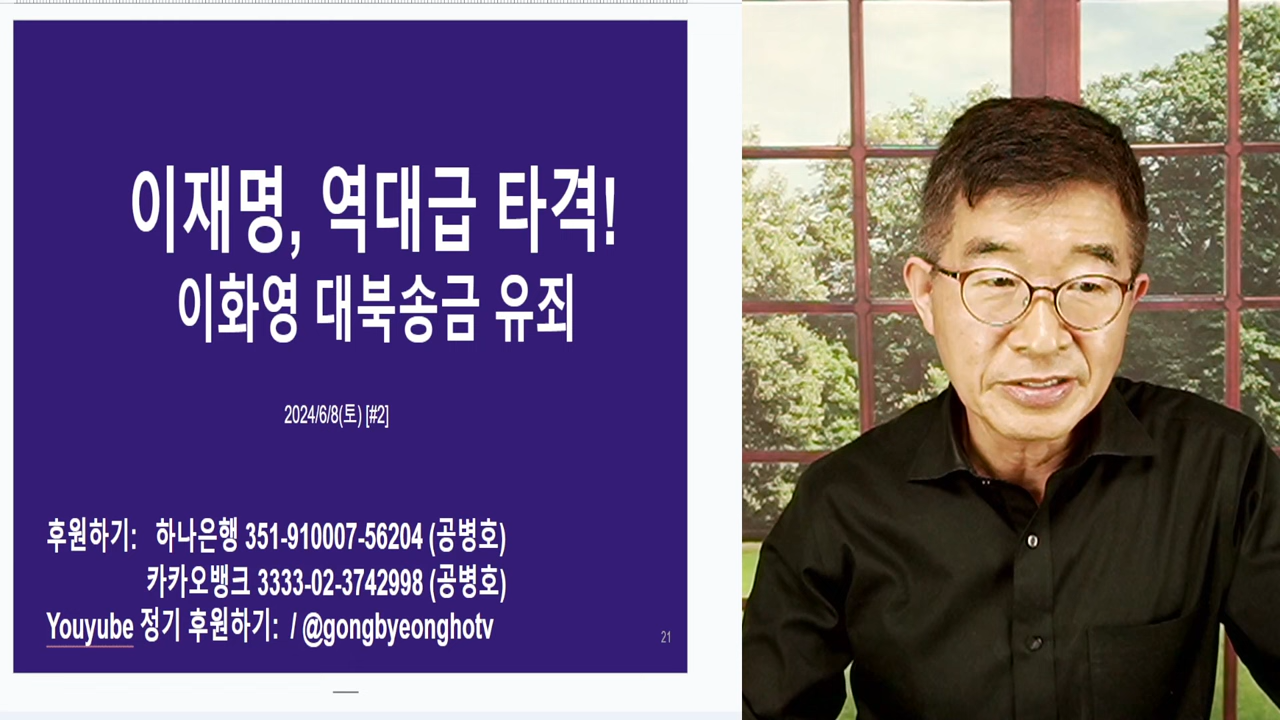 이재명, 역대급 타격!
이화영 대북송금 유죄
2024/6/8(토) [#2]
후원하기: 하나은행 351-910007-56204 (공병호)
카카오뱅크 3333-02-3742998 (공병호)
Youyube 정기 후원하기: / @gongbyeonghotv
21